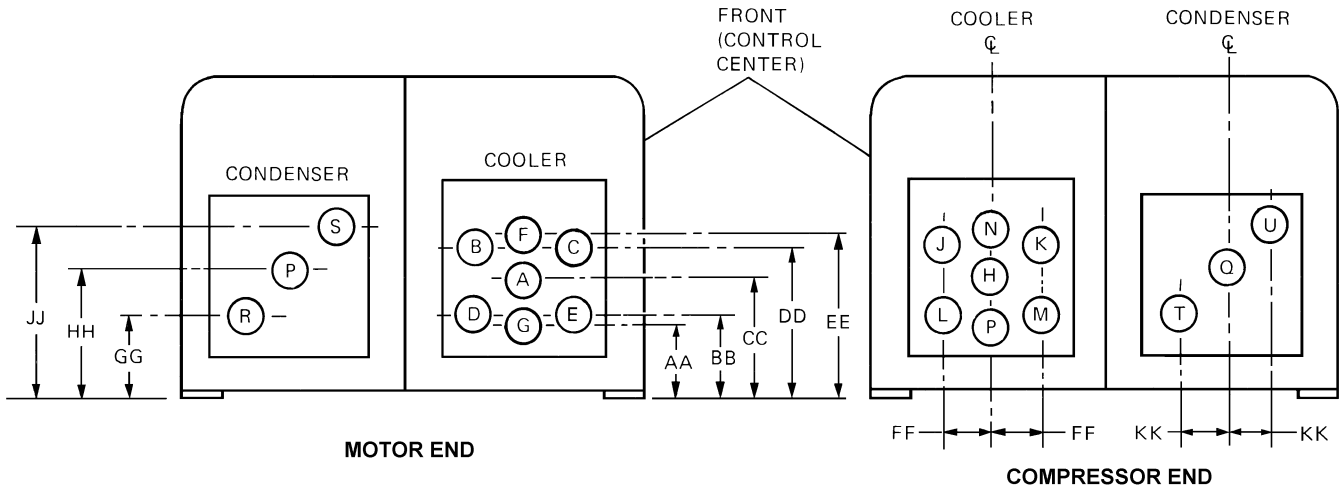 FRONT
(CONTROL
CENTER)
COOLER
℄
CONDENSER
℄
CONDENSER
COOLER
S
P
R
F
B
C
A
D
G
E
JJ
HH
GG
AA
BB
CC
DD
EE
N
J
K
H
L
P
M
U
Q
T
FF
FF
KK
KK
MOTOR END
COMPRESSOR END